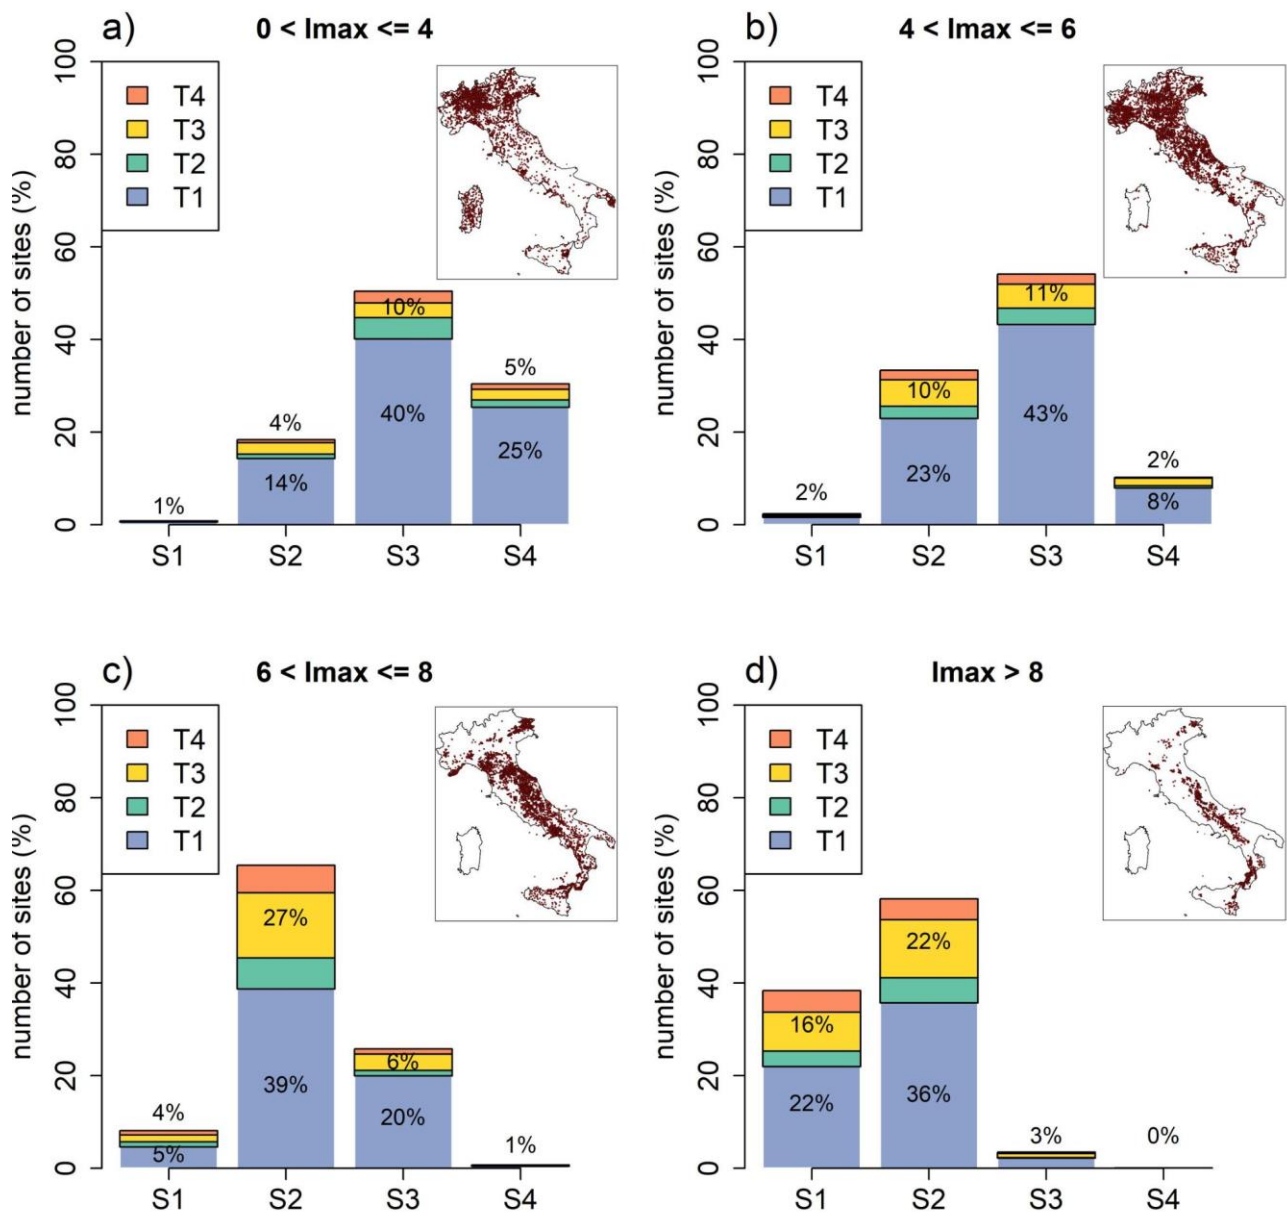 a) 0 < Imax <= 4
number of sites (%)
100
80
60
40
20
0
T4
T3
T2
T1
1%
4%
14%
10%
40%
5%
25%
S1 S2 S3 S4
b) 4 < Imax <= 6
number of sites (%)
100
80
60
40
20
0
T4
T3
T2
T1
2%
10%
23%
11%
43%
2%
8%
S1 S2 S3 S4
c) 6 < Imax <= 8
number of sites (%)
100
80
60
40
20
0
T4
T3
T2
T1
4%
5%
27%
39%
6%
20%
1%
S1 S2 S3 S4
d) Imax > 8
number of sites (%)
100
80
60
40
20
0
T4
T3
T2
T1
16%
22%
22%
36%
3%
0%
S1 S2 S3 S4